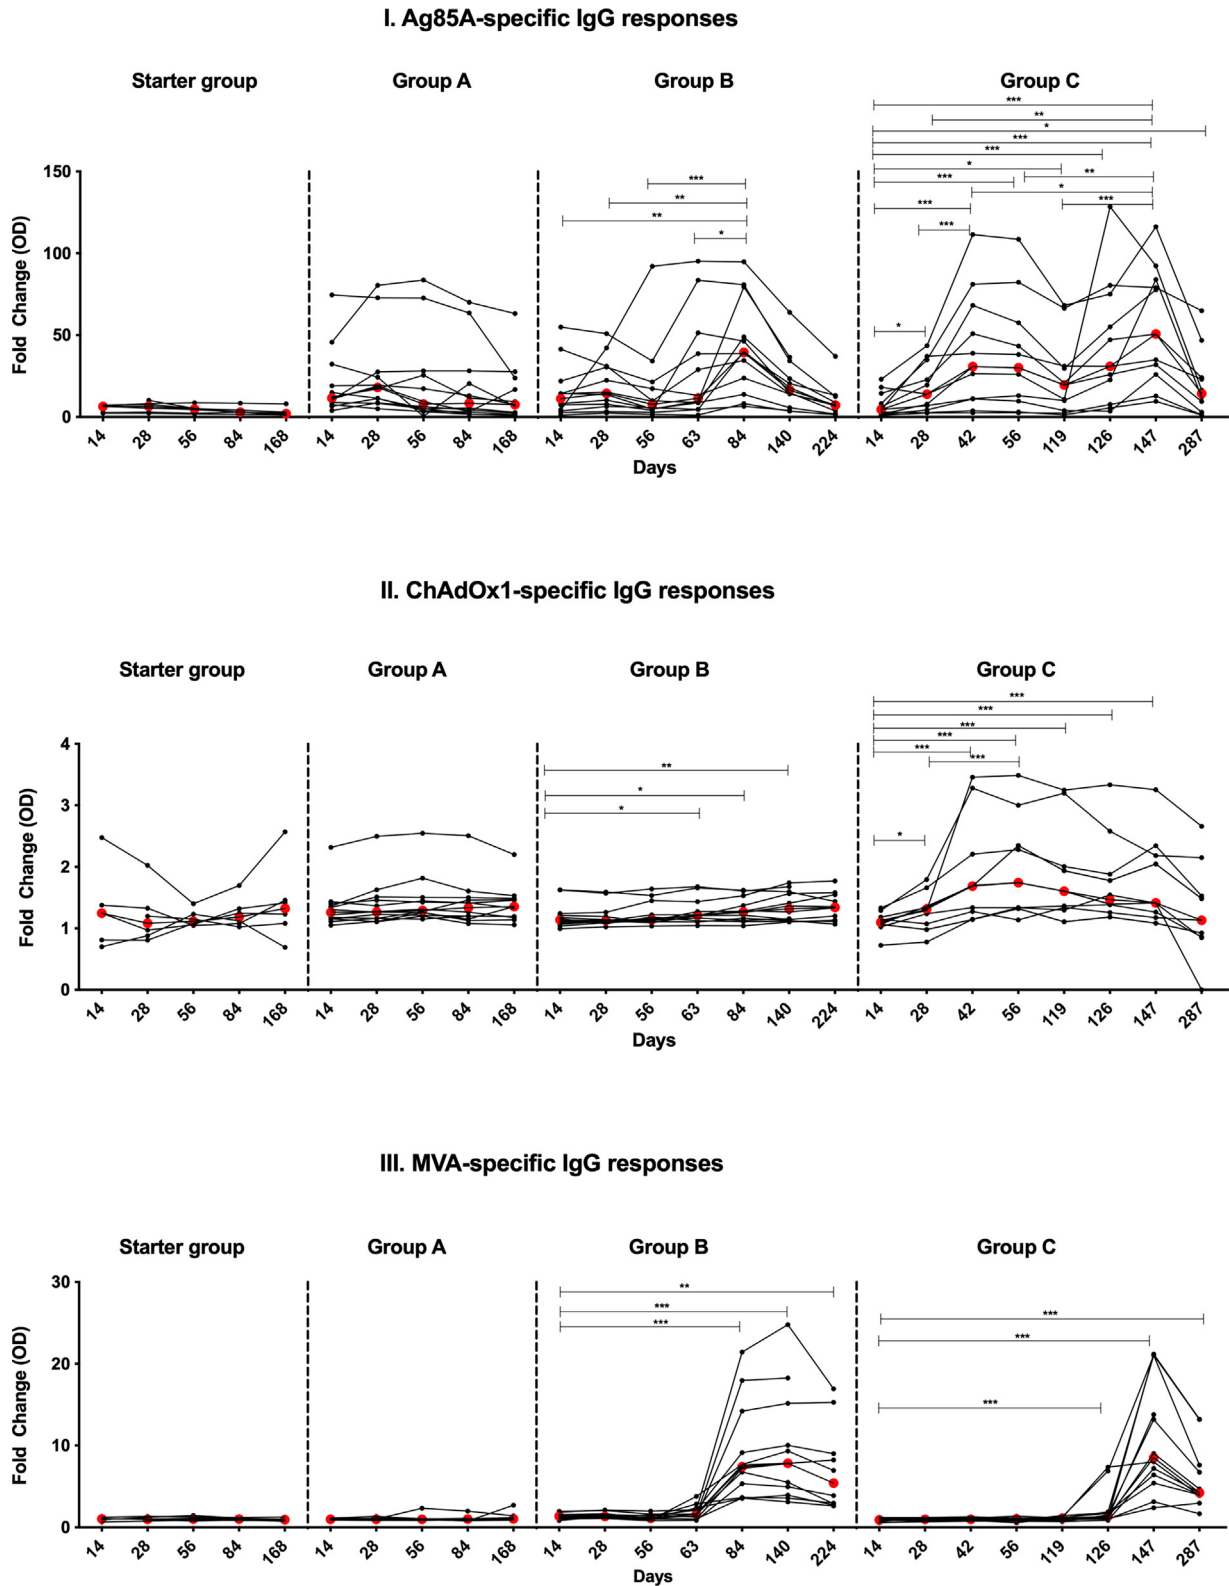 I. Ag85A-specific IgG responses
Starter group Group A Group B Group C
*** ** * *** *** * *** ** * *** *** *** * *** ** ** *
Fold Change (OD)
150
100
50
0
14 28 56 84 168 14 28 56 84 168 14 28 56 63 84 140 224 14 28 42 56 119 126 147 287
Days
II. ChAdOx1-specific IgG responses
Starter group Group A Group B Group C
*** *** *** *** *** *** * ** * *
Fold Change (OD)
4
3
2
1
0
14 28 56 84 168 14 28 56 84 168 14 28 56 63 84 140 224 14 28 42 56 119 126 147 287
Days
III. MVA-specific IgG responses
Starter group Group A Group B Group C
** *** *** *** *** ***
Fold Change (OD)
30
20
10
0
14 28 56 84 168 14 28 56 84 168 14 28 56 63 84 140 224 14 28 42 56 119 126 147 287
Days